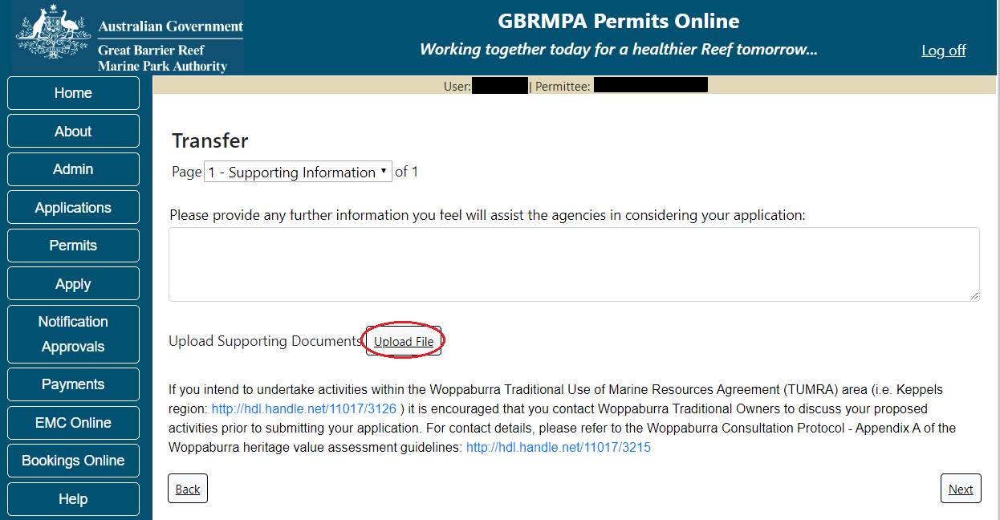 Australian Government
Great Barrier Reef
Marine Park Authority
GBRMPA Permits Online
Working together today for a healthier Reef tomorrow...
Log off
Home
About
Admin
Applications
Permits
Apply
Notification
Approvals
Payments
EMC Online
Bookings Online
Help
User: | Permittee:
Transfer
Page 1 - Supporting Information of 1
Please provide any further information you feel will assist the agencies in considering your application:
Upload Supporting Documents Upload File
If you intend to undertake activities within the Woppaburra Traditional Use of Marine Resources Agreement (TUMRA) area (i.e. Keppels
region: http://hdl.handle.net/11017/3126 ) it is encouraged that you contact Woppaburra Traditional Owners to discuss your proposed
activities prior to submitting your application. For contact details, please refer to the Woppaburra Consultation Protocol - Appendix A of the
Woppaburra heritage value assessment guidelines: http://hdl.handle.net/11017/3215
Back
Next